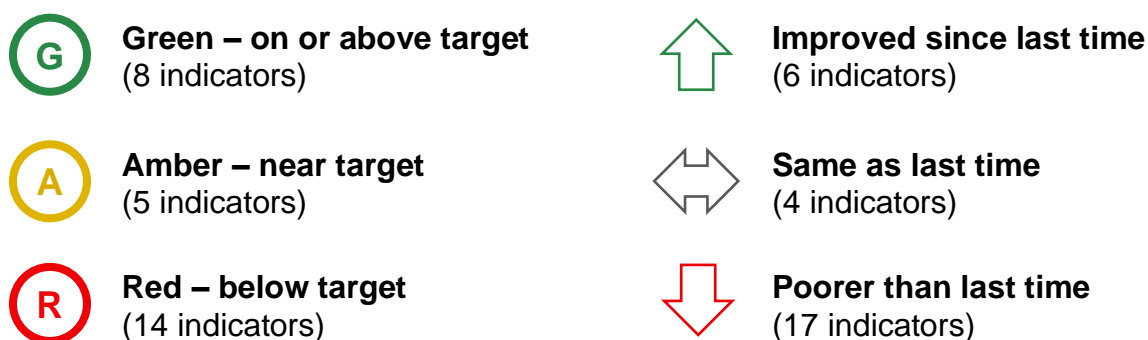 G
Green – on or above target
(8 indicators)
Improved since last time
(6 indicators)
A
Amber – near target
(5 indicators)
Same as last time
(4 indicators)
R
Red – below target
(14 indicators)
Poorer than last time
(17 indicators)